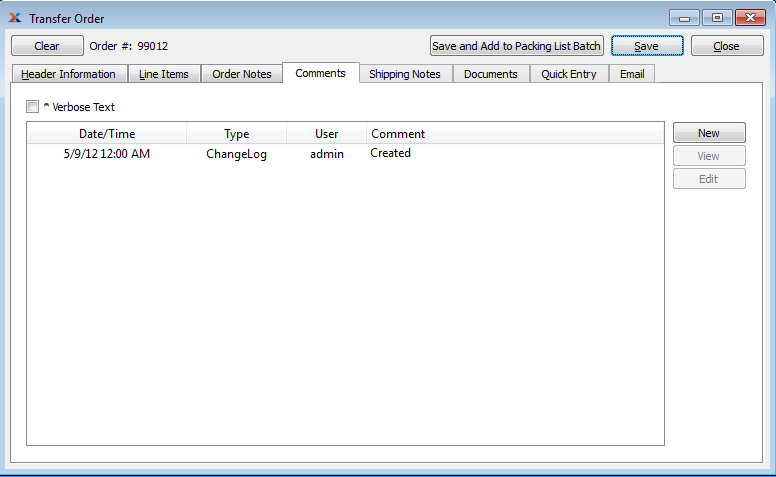 Transfer Order
Clear Order #: 99012 Save and Add to Packing List Batch Save Close
Header Information Line Items Order Notes Comments Shipping Notes Documents Quick Entry Email
^ Verbose Text
Date/Time Type User Comment New
5/9/12 12:00 AM ChangeLog admin Created View
Edit